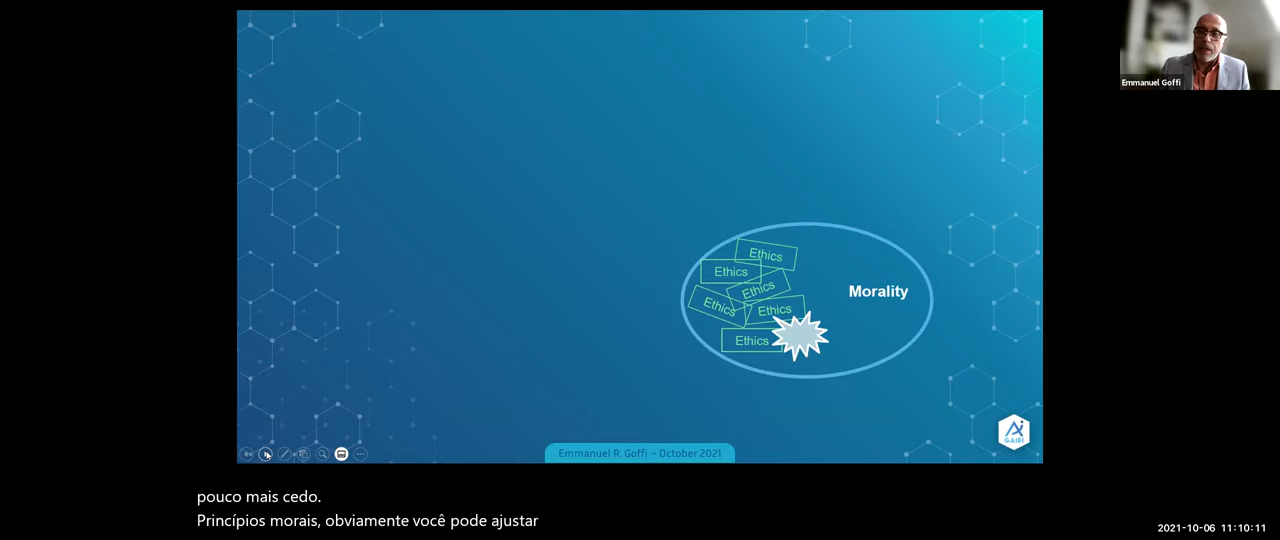 Emmanuel Goffi
Ethics
Ethics
Ethics
Ethics
Ethics
Ethics
Morality
GAIEI
Emmanuel R. Goffi – October 2021
pouco mais cedo.
Princípios morais, obviamente você pode ajustar
2021-10-06 11:10:11